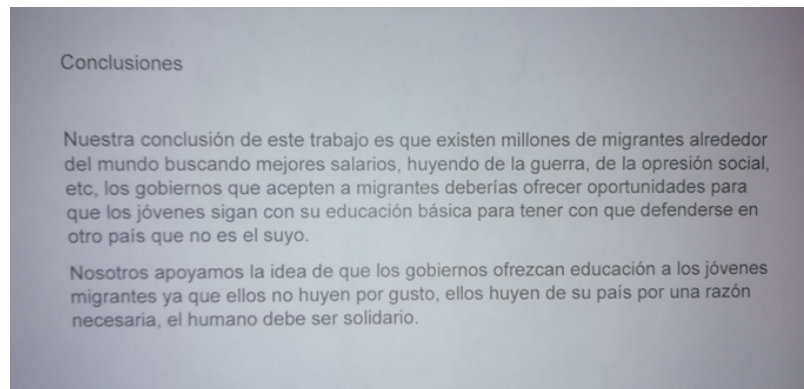 Conclusiones
Nuestra conclusión de este trabajo es que existen millones de migrantes alrededor
del mundo buscando mejores salarios, huyendo de la guerra, de la opresión social,
etc, los gobiernos que acepten a migrantes deberías ofrecer oportunidades para
que los jóvenes sigan con su educación básica para tener con que defenderse en
otro país que no es el suyo.
Nosotros apoyamos la idea de que los gobiernos ofrezcan educación a los jóvenes
migrantes ya que ellos no huyen por gusto, ellos huyen de su país por una razón
necesaria, el humano debe ser solidario.